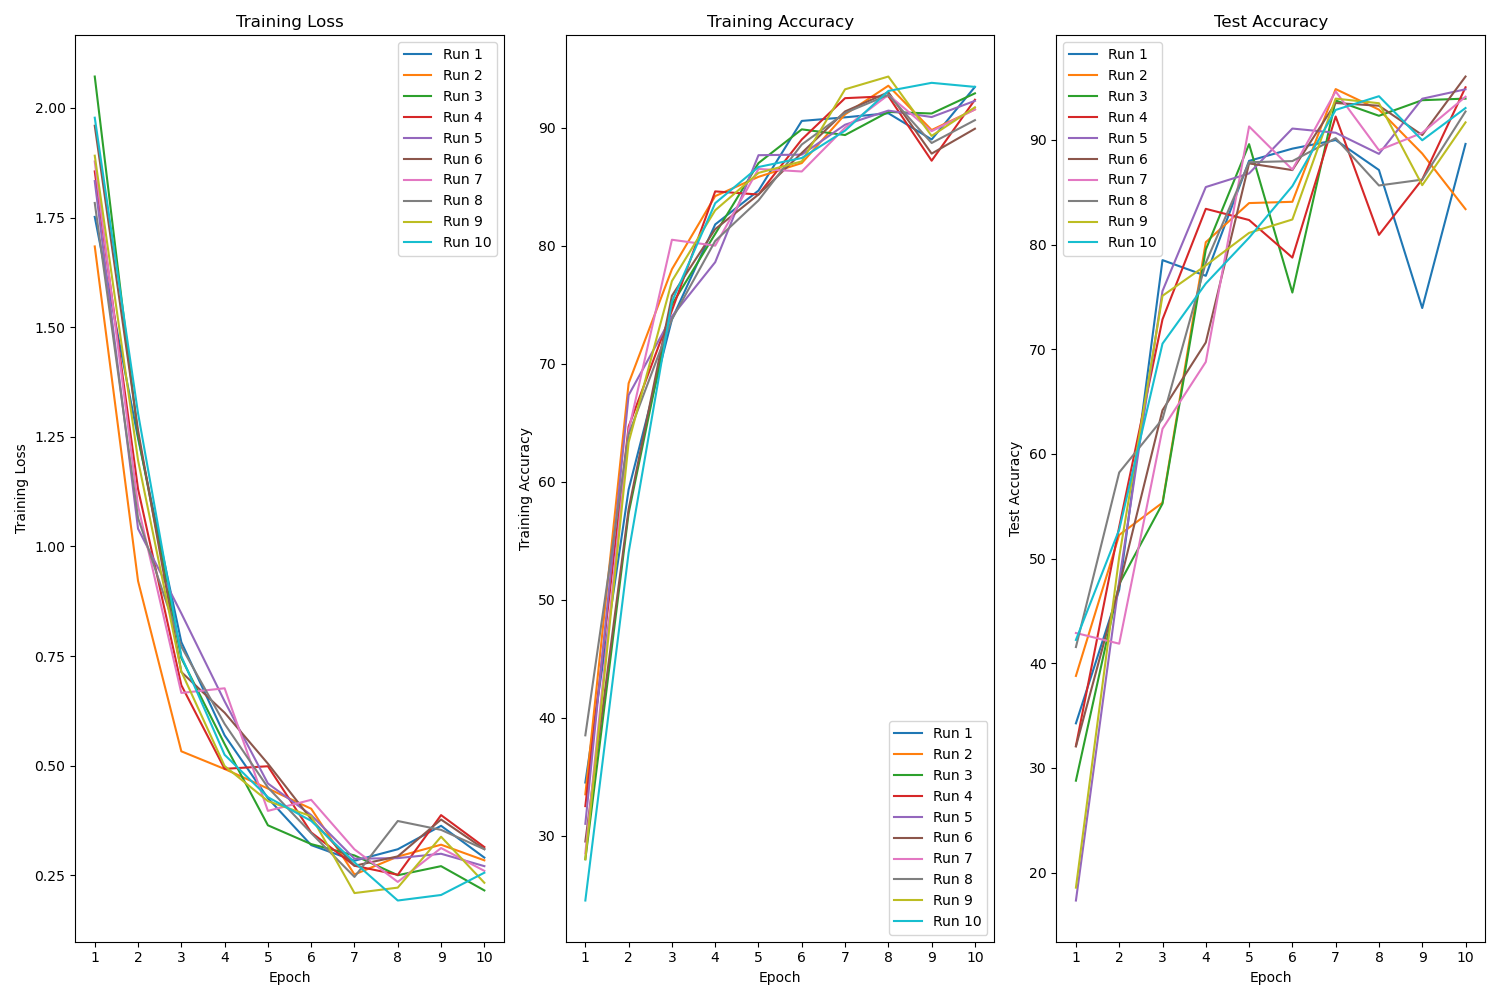 Training Loss
Training Loss
2.00
1.75
1.50
1.25
1.00
0.75
0.50
0.25
Run 1
Run 2
Run 3
Run 4
Run 5
Run 6
Run 7
Run 8
Run 9
Run 10
1 2 3 4 5 6 7 8 9 10
Epoch
Training Accuracy
Training Accuracy
90
80
70
60
50
40
30
Run 1
Run 2
Run 3
Run 4
Run 5
Run 6
Run 7
Run 8
Run 9
Run 10
1 2 3 4 5 6 7 8 9 10
Epoch
Test Accuracy
Test Accuracy
Run 1
Run 2
Run 3
Run 4
Run 5
Run 6
Run 7
Run 8
Run 9
Run 10
90
80
70
60
50
40
30
20
1 2 3 4 5 6 7 8 9 10
Epoch